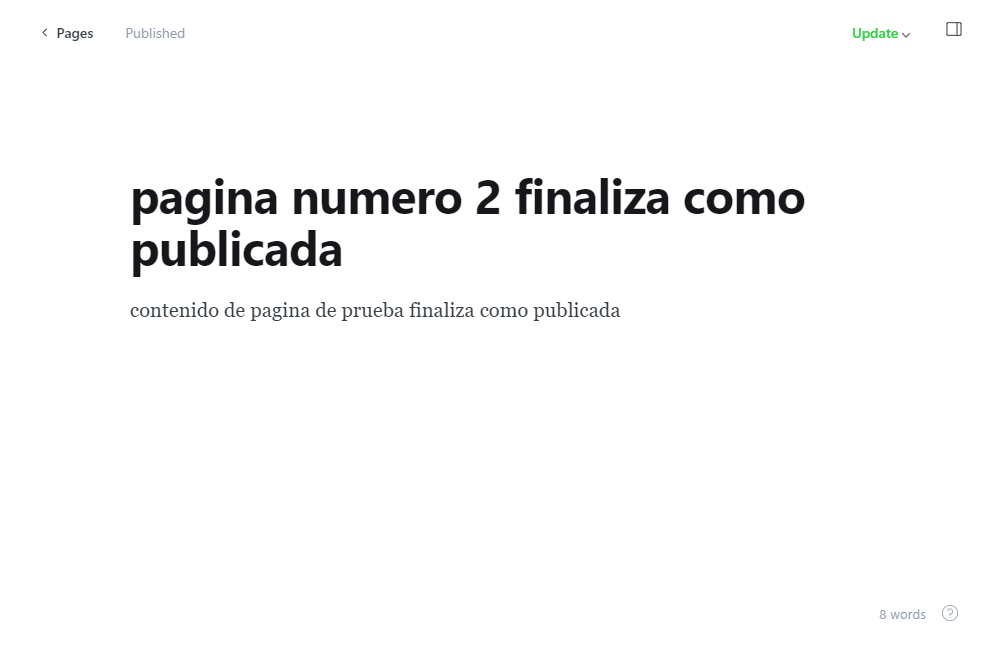 Pages
Published
Update
pagina numero 2 finaliza como
publicada
contenido de pagina de prueba finaliza como publicada
8 words
?